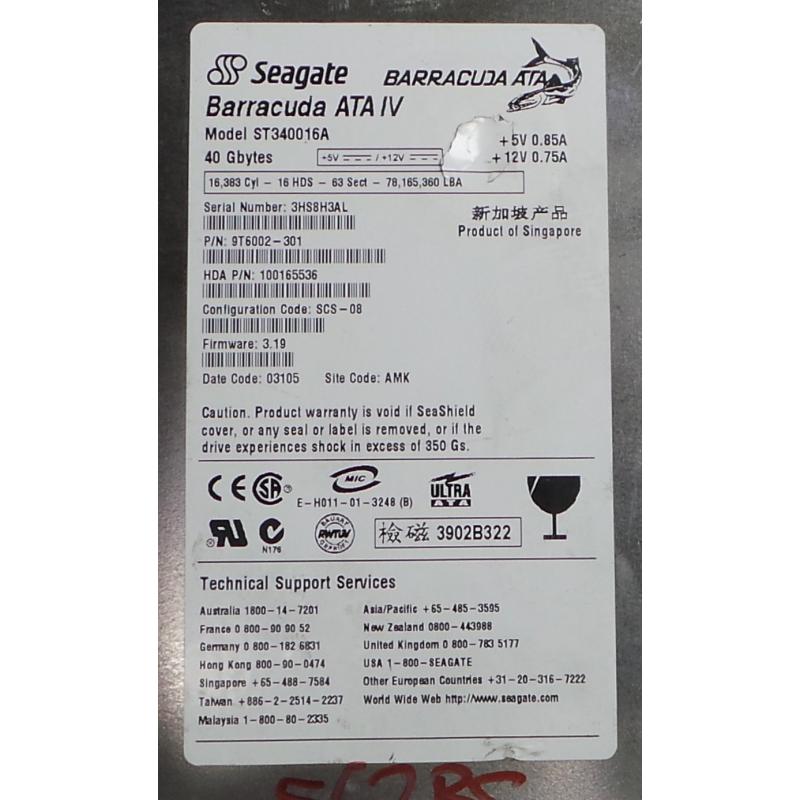 Seagate BARRACUDA ATA
Barracuda ATA IV
Model ST340016A
40 Gbytes +5V / +12V
+5V 0.85A
+12V 0.75A
16,383 Cyl - 16 HDS - 63 Sect - 78,165,360 LBA
Serial Number: 3HS8H3AL
新加坡产品
Product of Singapore
P/N: 9T6002-301
HDA P/N: 100165536
Configuration Code: SCS-08
Firmware: 3.19
Date Code: 03105 Site Code: AMK
Caution. Product warranty is void if SeaShield
cover, or any seal or label is removed, or if the
drive experiences shock in excess of 350 Gs.
CE SA MIC
E-H011-01-3248 (B)
ULTRA
ATA
N176
BAUART
RWTUV
GEPRÜFT
檢磁 3902B322
Technical Support Services
Australia 1800-14-7201
France 0 800-90 90 52
Germany 0 800-182 6831
Hong Kong 800-90-0474
Singapore +65-488-7584
Taiwan +886-2-2514-2237
Malaysia 1-800-80-2335
Asia/Pacific +65-485-3595
New Zealand 0800-443988
United Kingdom 0 800-783 5177
USA 1-800-SEAGATE
Other European Countries +31-20-316-7222
World Wide Web http://www.seagate.com